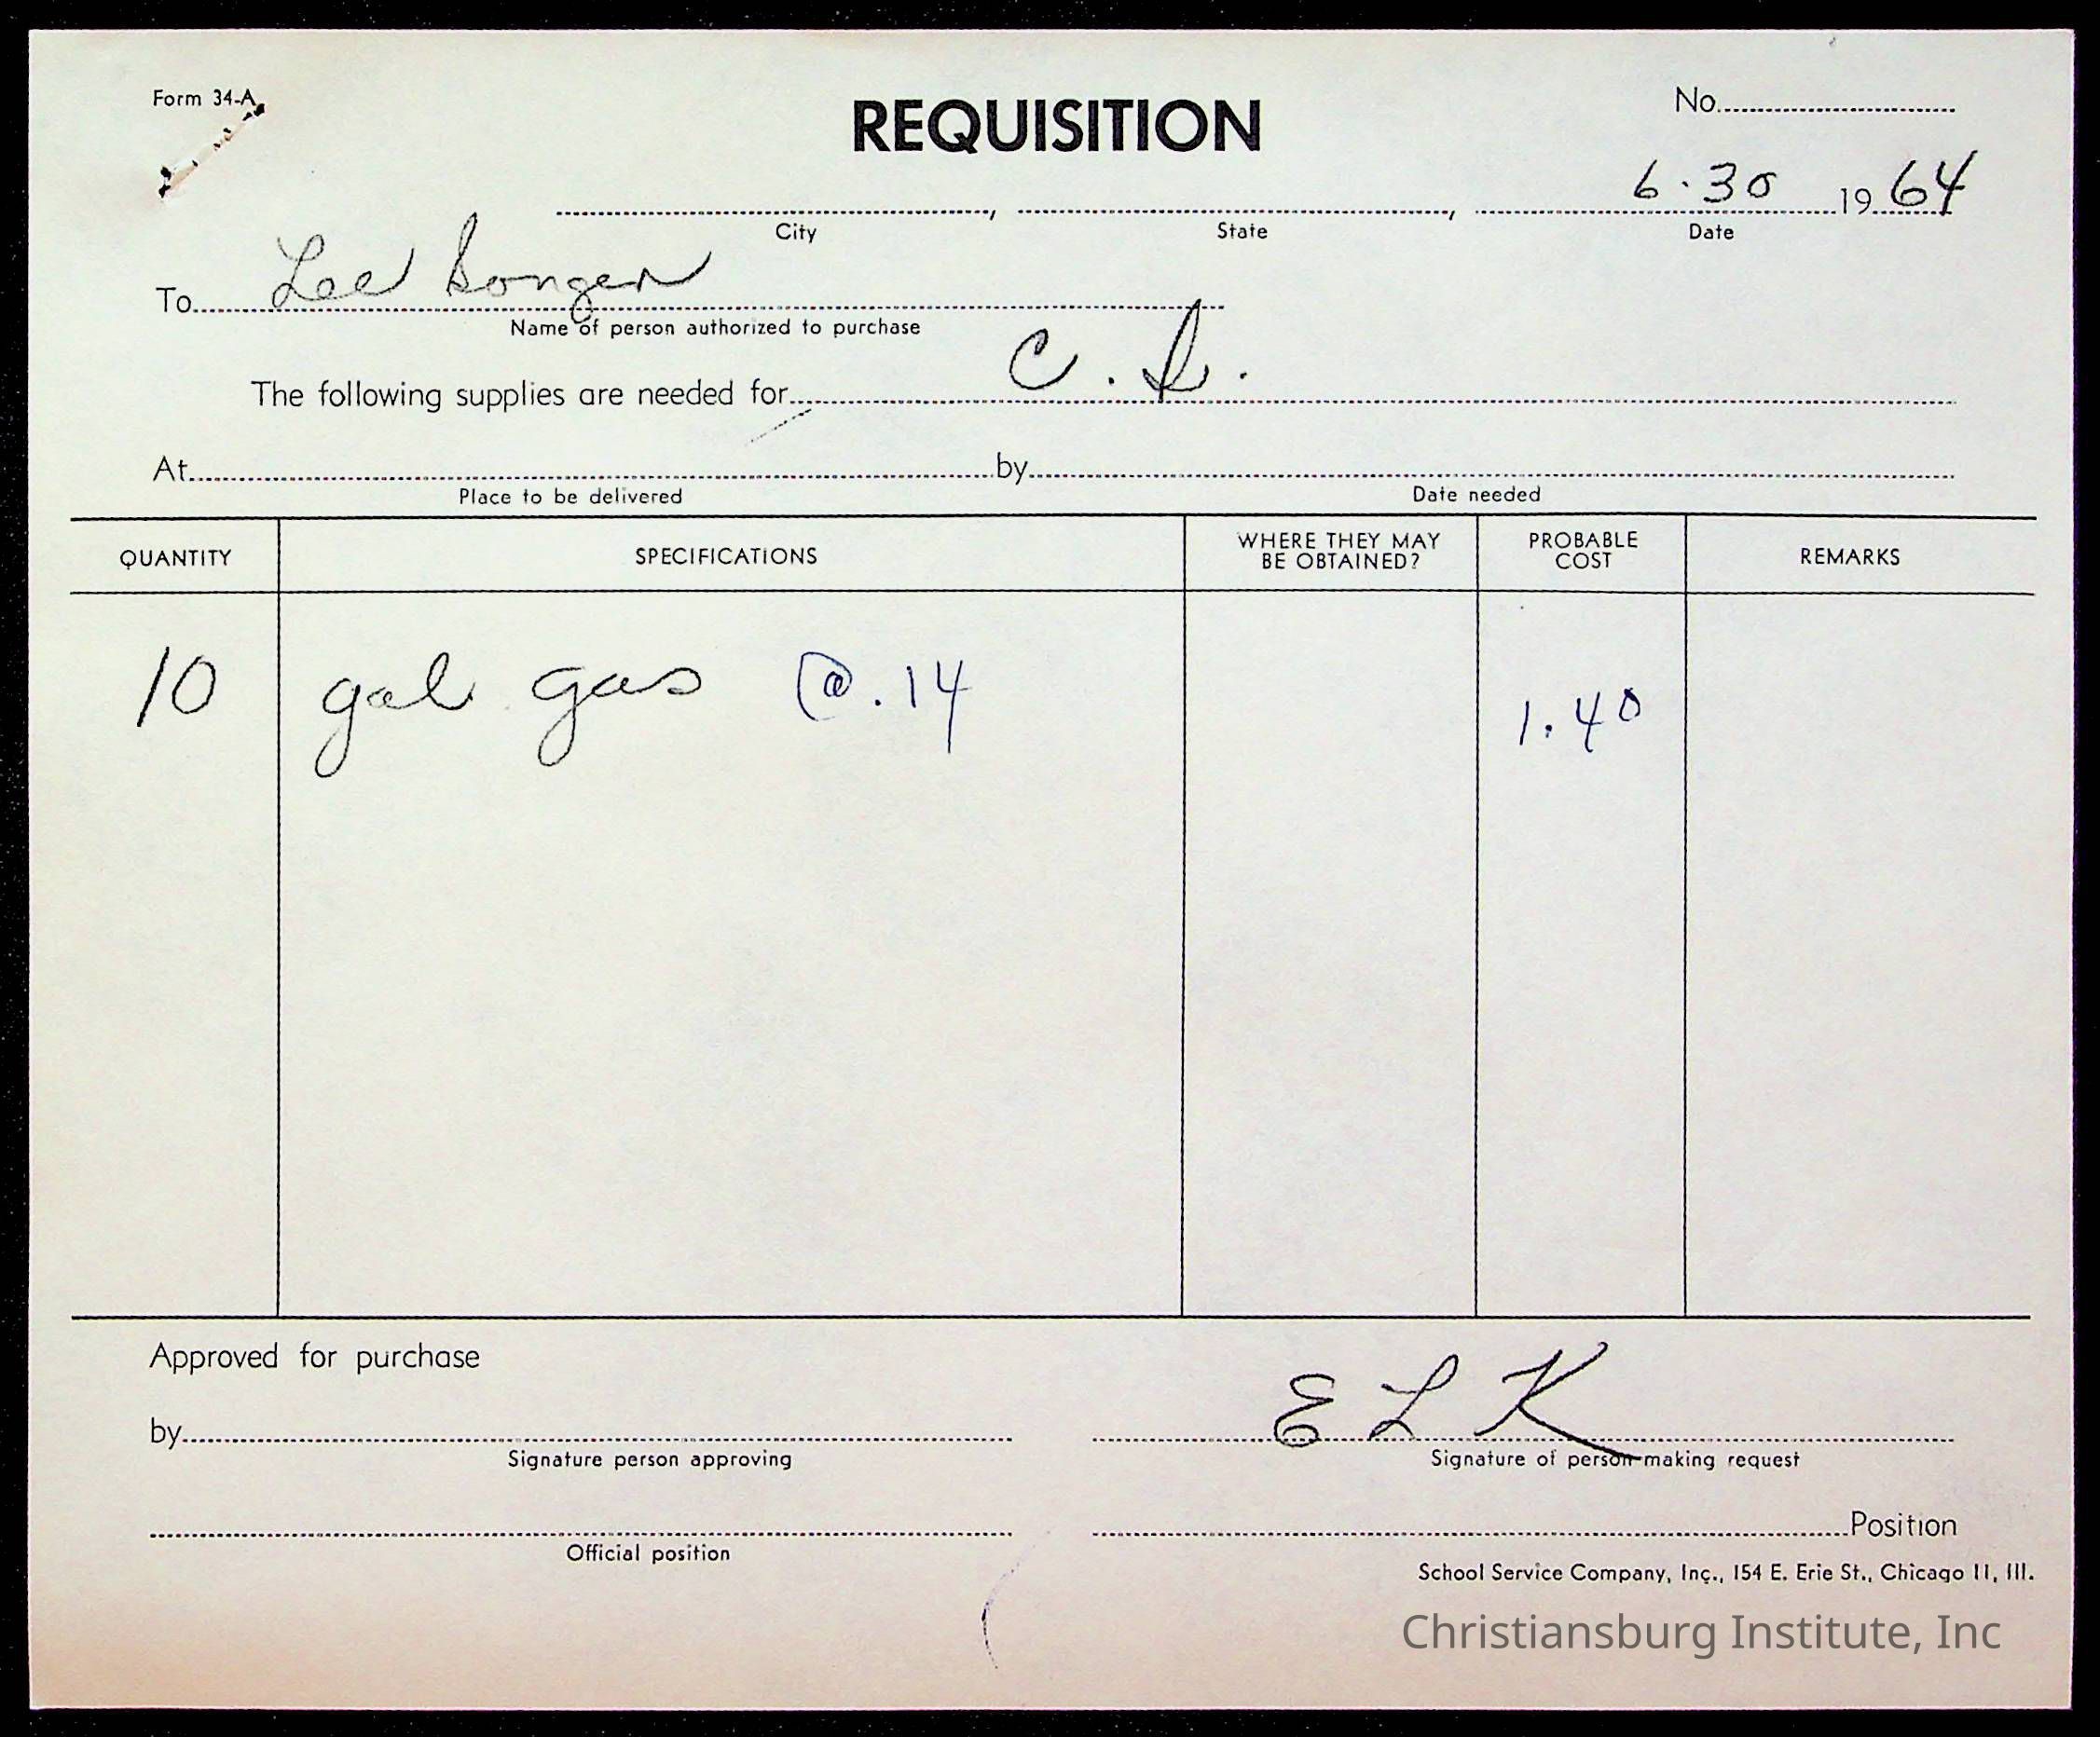 Form 34-A
REQUISITION
No.
6.30 1964
City, State, Date
To Lee Songer
Name of person authorized to purchase
The following supplies are needed for C. I.
At by
Place to be delivered Date needed
QUANTITY SPECIFICATIONS WHERE THEY MAY BE OBTAINED? PROBABLE COST REMARKS
10 gal gas @ .14 1.40
Approved for purchase
by E L K
Signature person approving Signature of person making request
Position
Official position
School Service Company, Inc., 154 E. Erie St., Chicago 11, Ill.
Christiansburg Institute, Inc